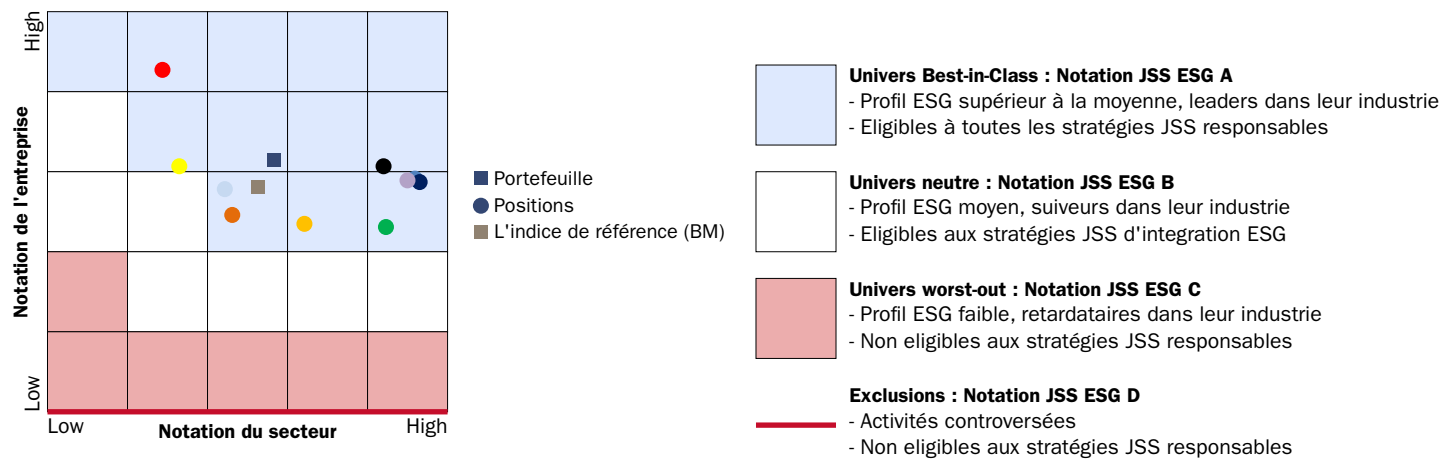 High
Notation de l'entreprise
Low
Low
Notation du secteur
High
Portefeuille
Positions
L'indice de référence (BM)
Univers Best-in-Class : Notation JSS ESG A
- Profil ESG supérieur à la moyenne, leaders dans leur industrie
- Eligibles à toutes les stratégies JSS responsables
Univers neutre : Notation JSS ESG B
- Profil ESG moyen, suiveurs dans leur industrie
- Eligibles aux stratégies JSS d'integration ESG
Univers worst-out : Notation JSS ESG C
- Profil ESG faible, retardataires dans leur industrie
- Non eligibles aux stratégies JSS responsables
Exclusions : Notation JSS ESG D
- Activités controversées
- Non eligibles aux stratégies JSS responsables